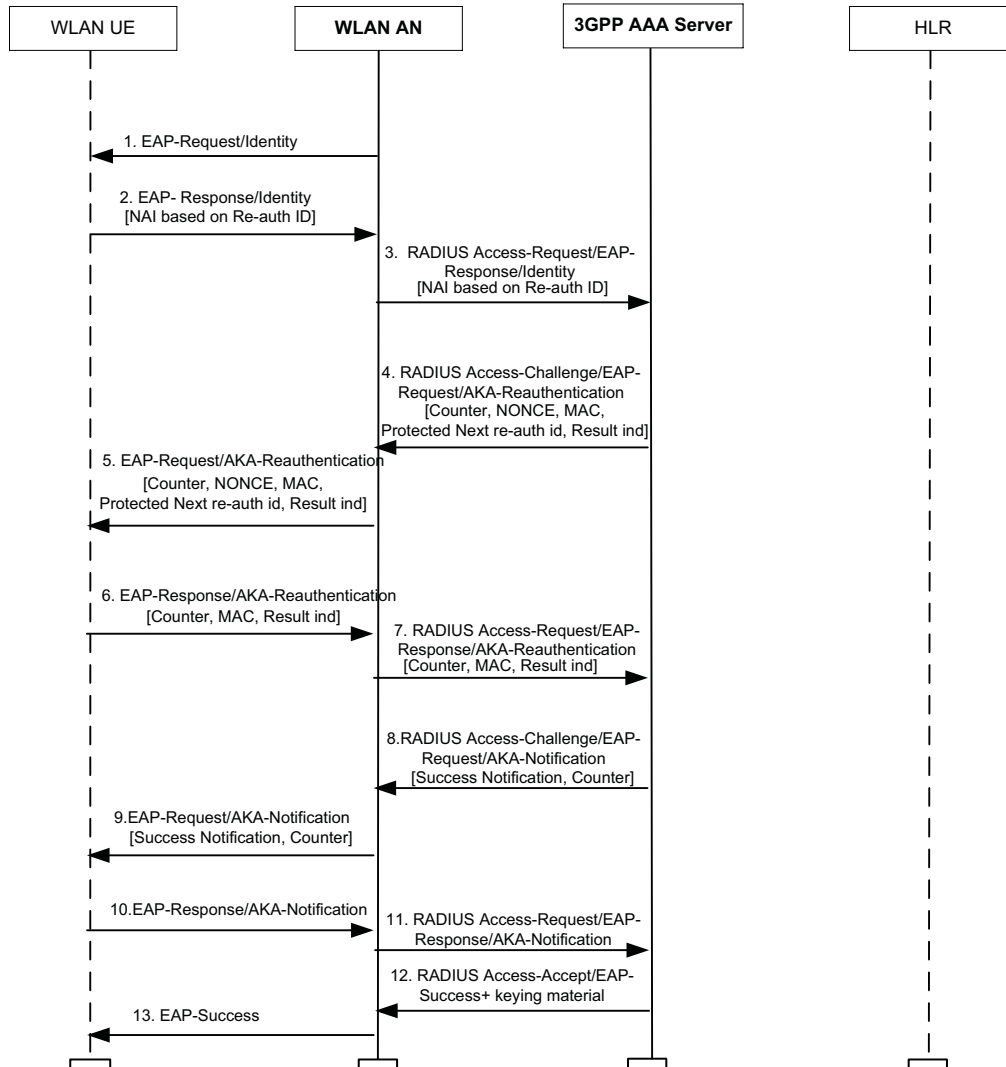 WLAN UE
WLAN AN
3GPP AAA Server
HLR
1. EAP-Request/Identity
2. EAP- Response/Identity
[NAI based on Re-auth ID]
3. RADIUS Access-Request/EAP-
Response/Identity
[NAI based on Re-auth ID]
4. RADIUS Access-Challenge/EAP-
Request/AKA-Reauthentication
[Counter, NONCE, MAC,
Protected Next re-auth id, Result ind]
5. EAP-Request/AKA-Reauthentication
[Counter, NONCE, MAC,
Protected Next re-auth id, Result ind]
6. EAP-Response/AKA-Reauthentication
[Counter, MAC, Result ind]
7. RADIUS Access-Request/EAP-
Response/AKA-Reauthentication
[Counter, MAC, Result ind]
8.RADIUS Access-Challenge/EAP-
Request/AKA-Notification
[Success Notification, Counter]
9.EAP-Request/AKA-Notification
[Success Notification, Counter]
10.EAP-Response/AKA-Notification
11. RADIUS Access-Request/EAP-
Response/AKA-Notification
12. RADIUS Access-Accept/EAP-
Success+ keying material
13. EAP-Success